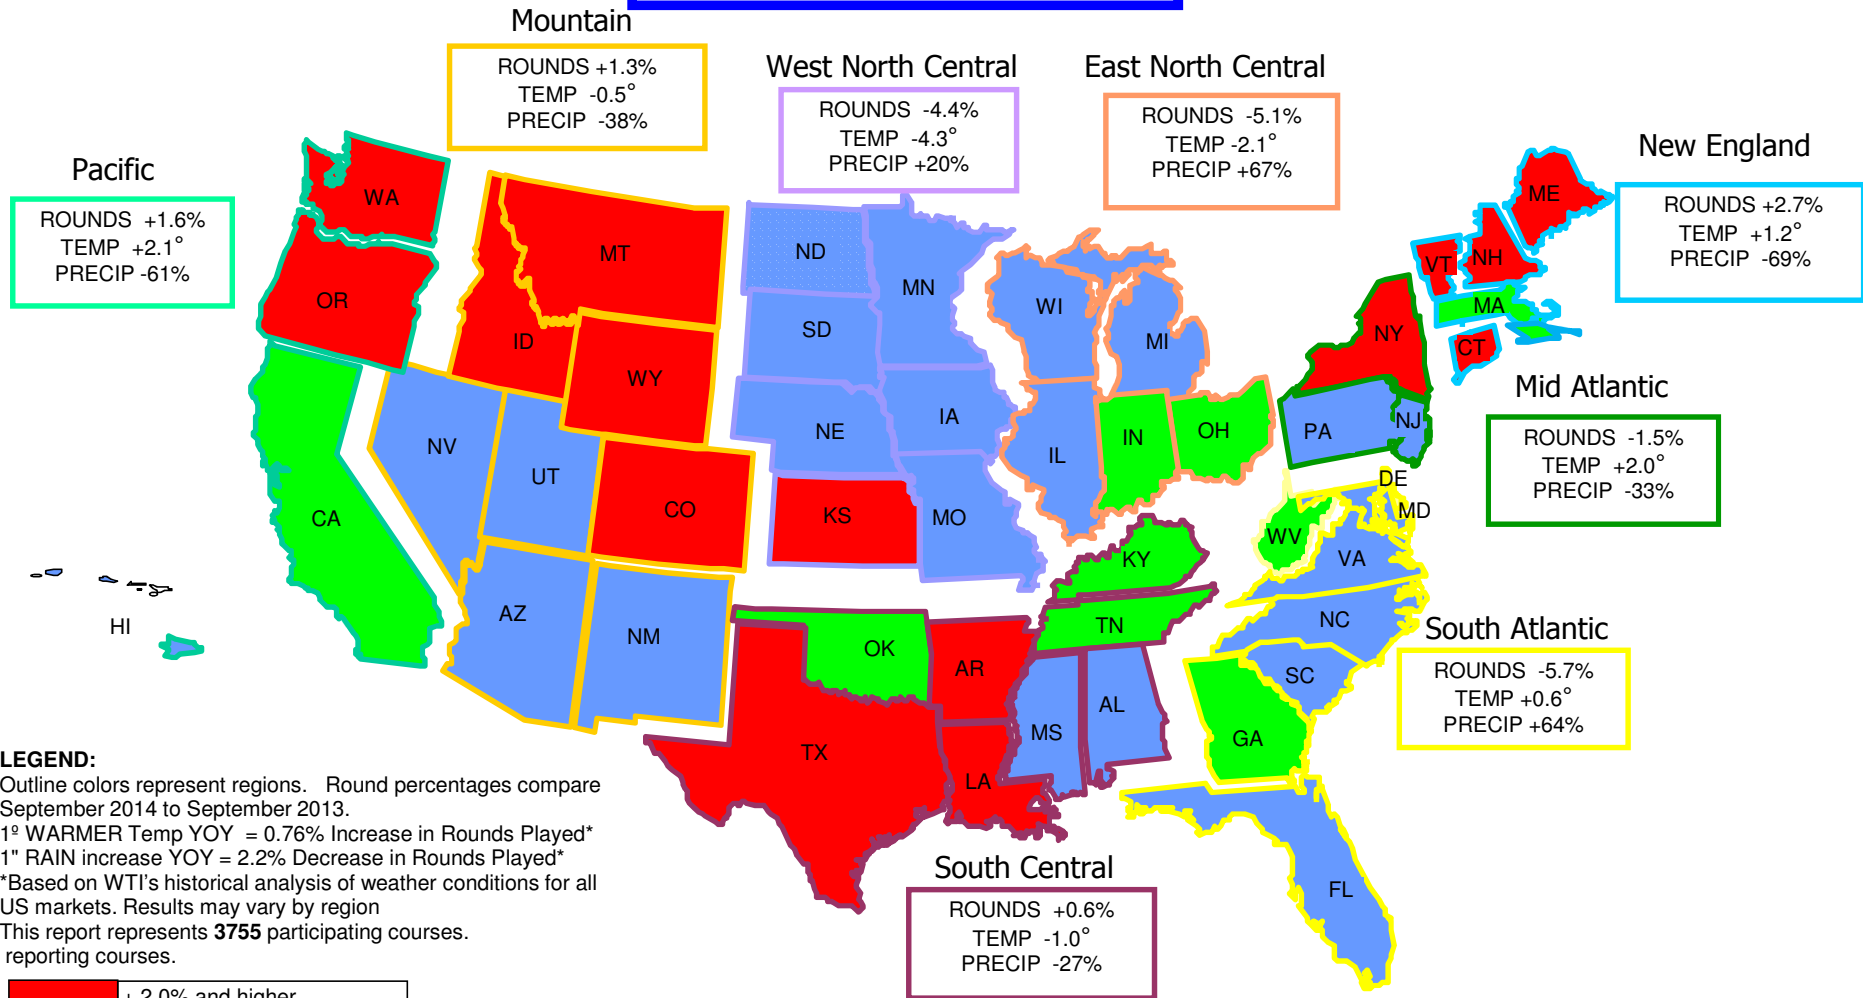 Mountain
ROUNDS +1.3%
TEMP -0.5°
PRECIP -38%
West North Central
ROUNDS -4.4%
TEMP -4.3°
PRECIP +20%
East North Central
ROUNDS -5.1%
TEMP -2.1°
PRECIP +67%
New England
ROUNDS +2.7%
TEMP +1.2°
PRECIP -69%
Pacific
ROUNDS +1.6%
TEMP +2.1°
PRECIP -61%
Mid Atlantic
ROUNDS -1.5%
TEMP +2.0°
PRECIP -33%
South Atlantic
ROUNDS -5.7%
TEMP +0.6°
PRECIP +64%
South Central
ROUNDS +0.6%
TEMP -1.0°
PRECIP -27%
WA
OR
CA
HI
MT
ID
WY
NV
UT
CO
AZ
NM
ND
SD
NE
KS
MN
IA
MO
WI
MI
IL
IN
OH
KY
TN
OK
AR
TX
LA
MS
AL
ME
VT
NH
MA
CT
NY
PA
NJ
DE
MD
WV
VA
NC
SC
GA
FL
LEGEND:
Outline colors represent regions. Round percentages compare
September 2014 to September 2013.
1º WARMER Temp YOY = 0.76% Increase in Rounds Played*
1" RAIN increase YOY = 2.2% Decrease in Rounds Played*
*Based on WTI's historical analysis of weather conditions for all
US markets. Results may vary by region
This report represents 3755 participating courses.
reporting courses.
+ 2.0% and higher